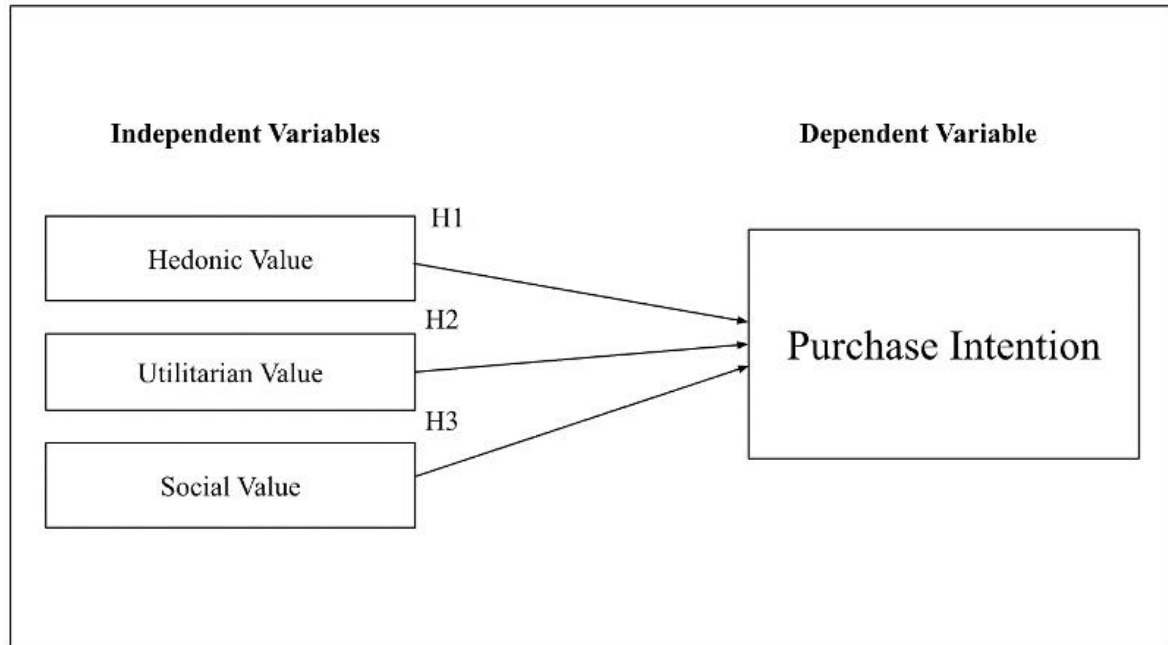 Independent Variables
Dependent Variable
H1
Hedonic Value
H2
Utilitarian Value
H3
Social Value
Purchase Intention